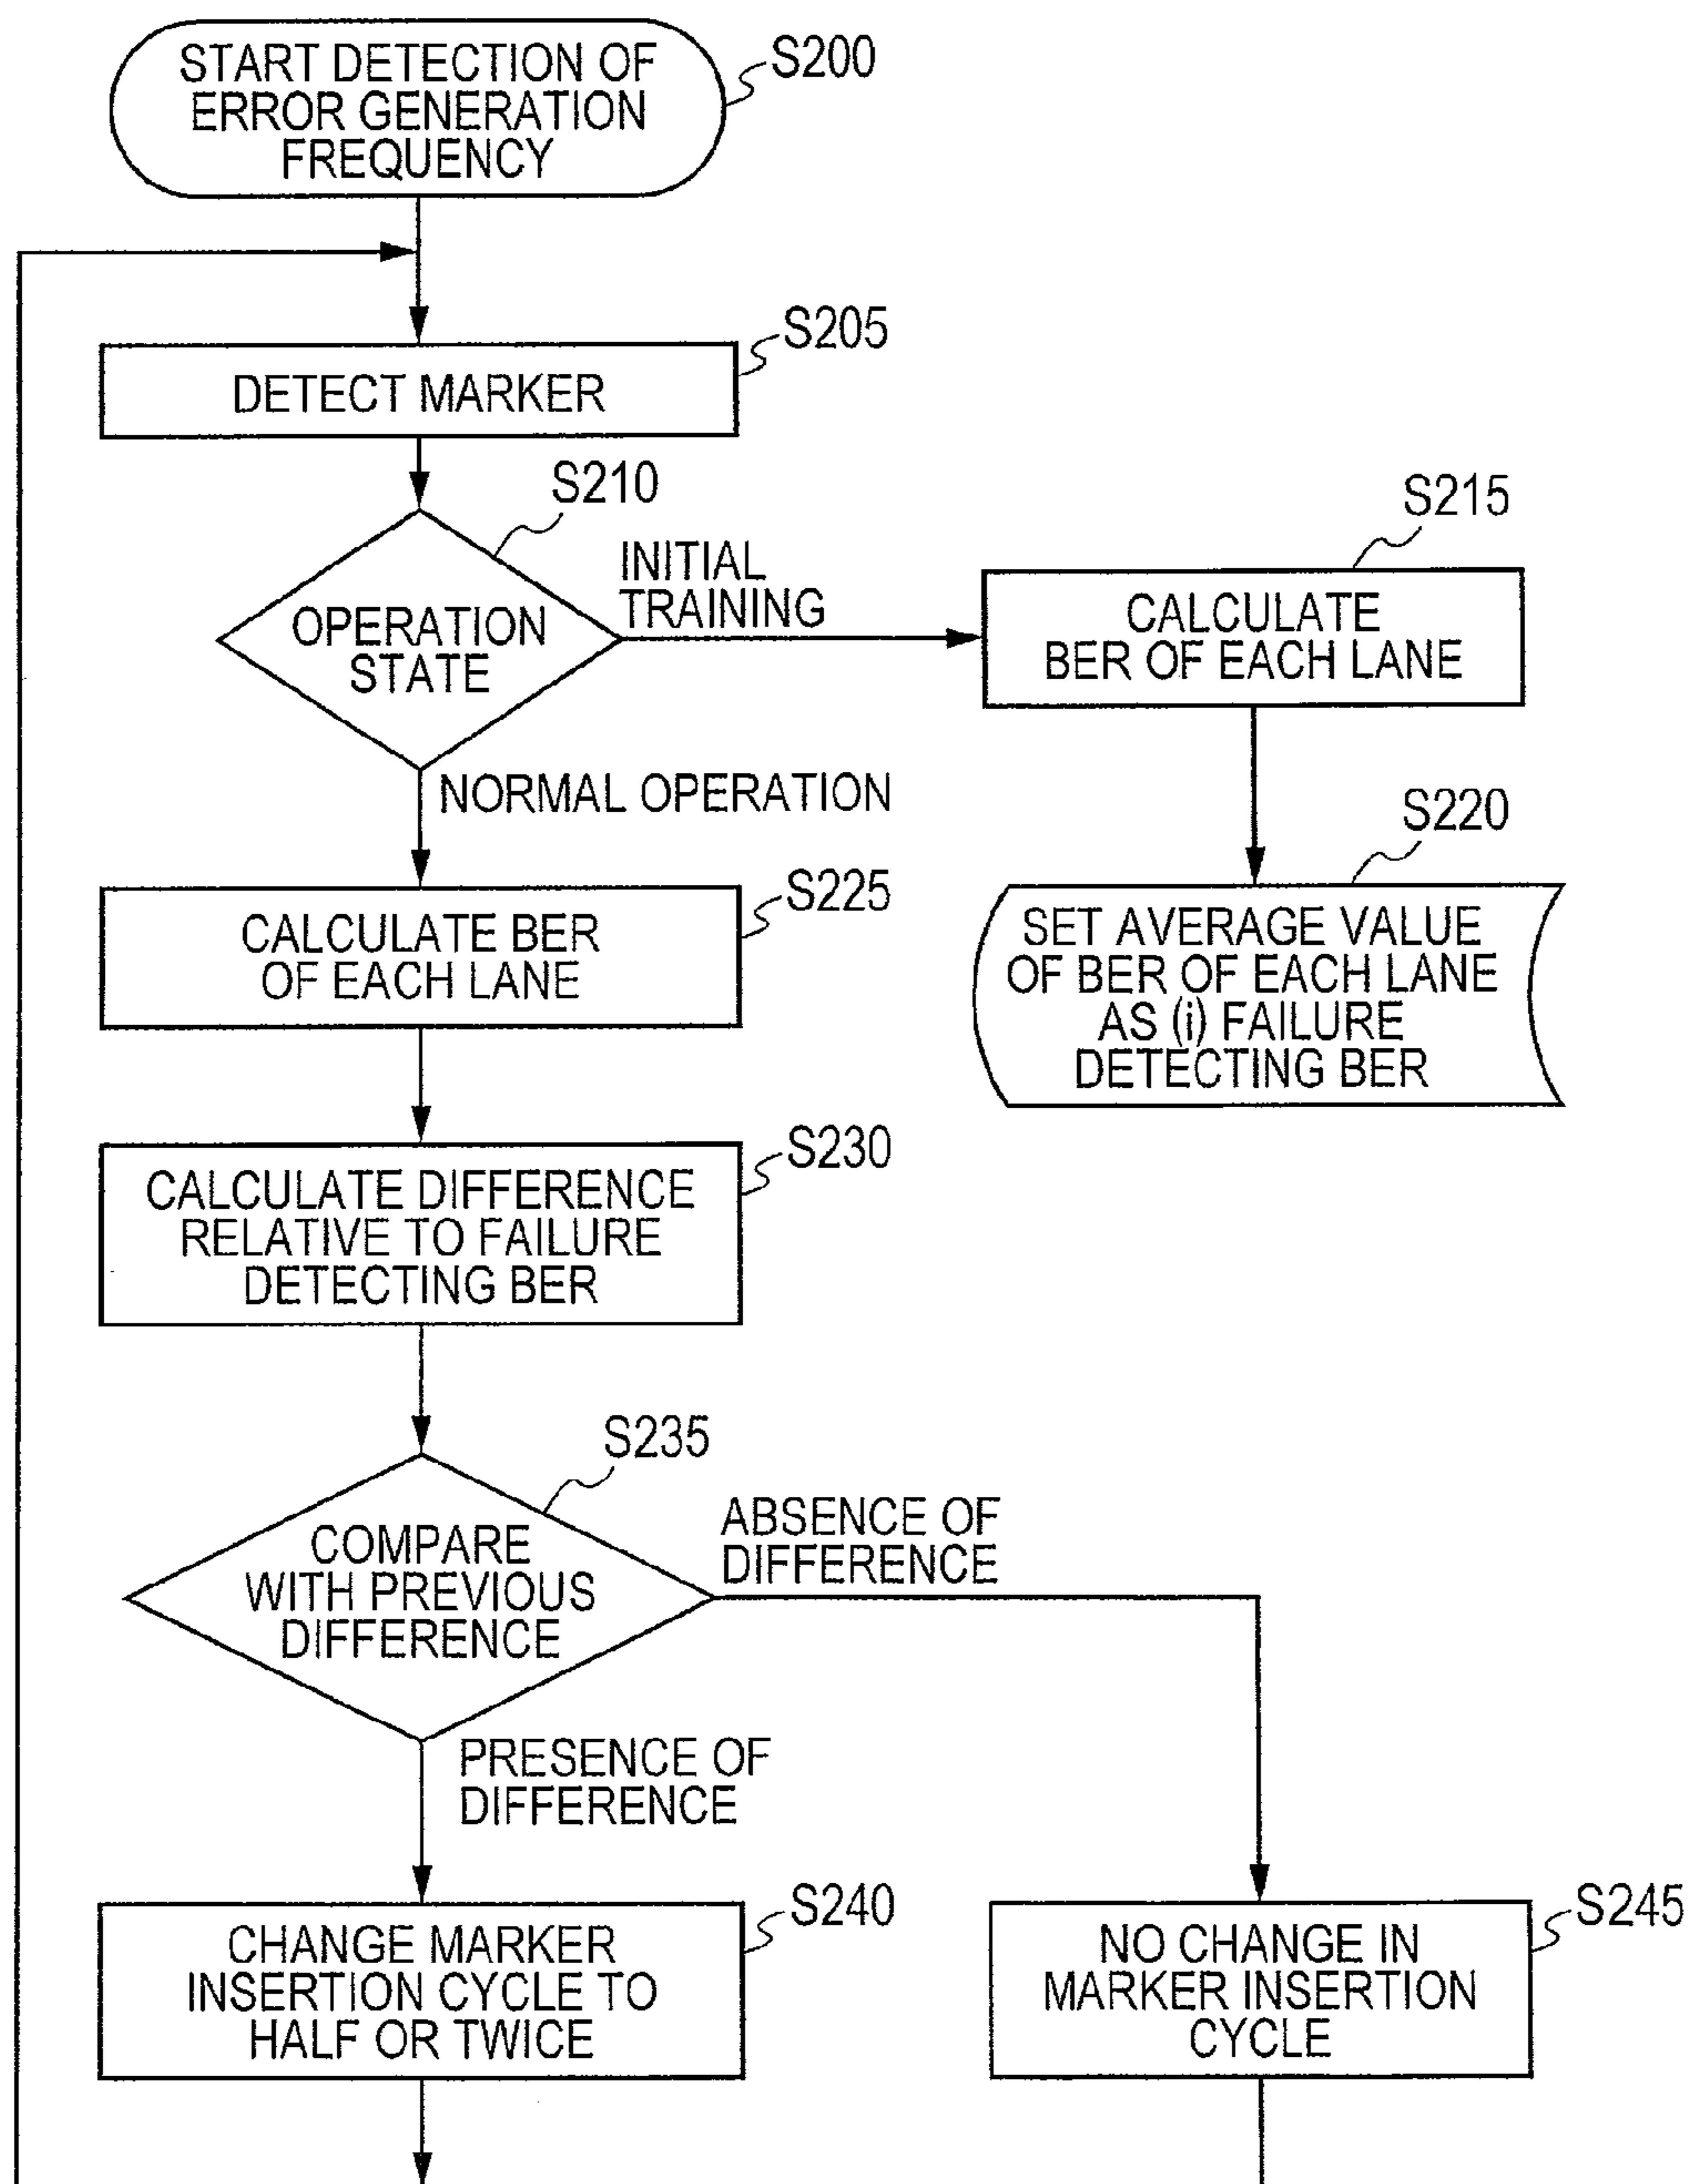 START DETECTION OF
ERROR GENERATION
FREQUENCY
S200
S205
DETECT MARKER
S210
OPERATION
STATE
INITIAL
TRAINING
S215
CALCULATE
BER OF EACH LANE
NORMAL OPERATION
S220
SET AVERAGE VALUE
OF BER OF EACH LANE
AS (i) FAILURE
DETECTING BER
S225
CALCULATE BER
OF EACH LANE
S230
CALCULATE DIFFERENCE
RELATIVE TO FAILURE
DETECTING BER
S235
COMPARE
WITH PREVIOUS
DIFFERENCE
ABSENCE OF
DIFFERENCE
PRESENCE OF
DIFFERENCE
S240
CHANGE MARKER
INSERTION CYCLE TO
HALF OR TWICE
S245
NO CHANGE IN
MARKER INSERTION
CYCLE